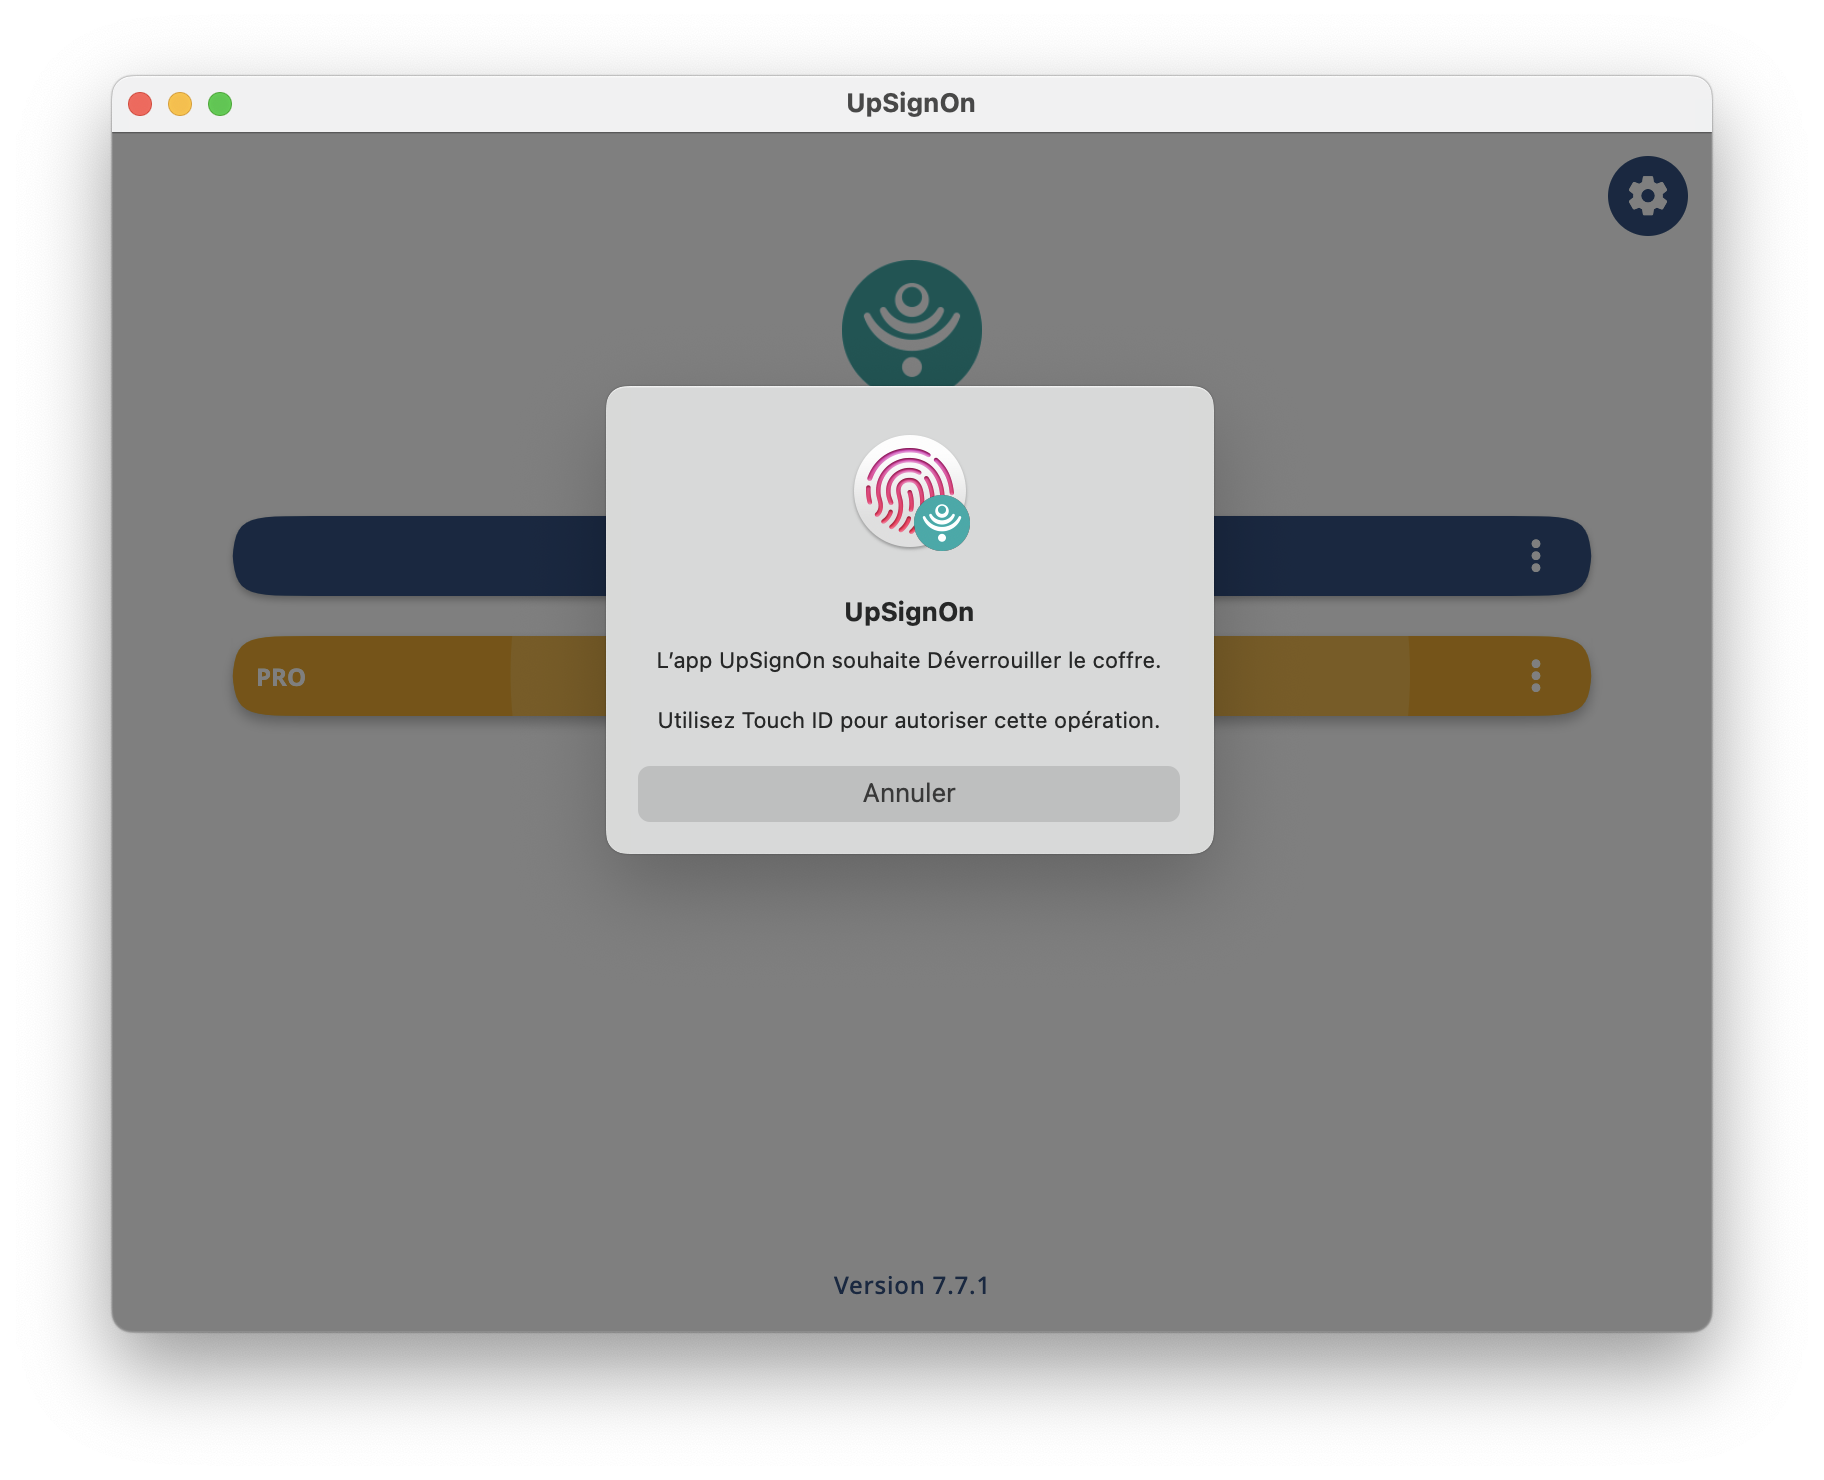 UpSignOn
UpSignOn
L’app UpSignOn souhaite Déverrouiller le coffre.
Utilisez Touch ID pour autoriser cette opération.
Annuler
PRO
Version 7.7.1